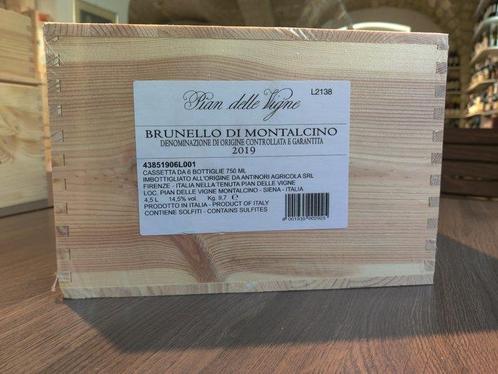 Pian delle Vigne
L2138
BRUNELLO DI MONTALCINO
DENOMINAZIONE DI ORIGINE CONTROLLATA E GARANTITA
2019
43851906L001
CASSETTA DA 6 BOTTIGLIE 750 ML
IMBOTTIGLIATO ALL'ORIGINE DA ANTINORI AGRICOLA SRL
FIRENZE - ITALIA NELLA TENUTA PIAN DELLE VIGNE
LOC. PIAN DELLE VIGNE MONTALCINO - SIENA - ITALIA
4,5 L 14,5% vol Kg. 9,7 e
PRODOTTO IN ITALIA - PRODUCT OF ITALY
CONTIENE SOLFITI - CONTAINS SULFITES